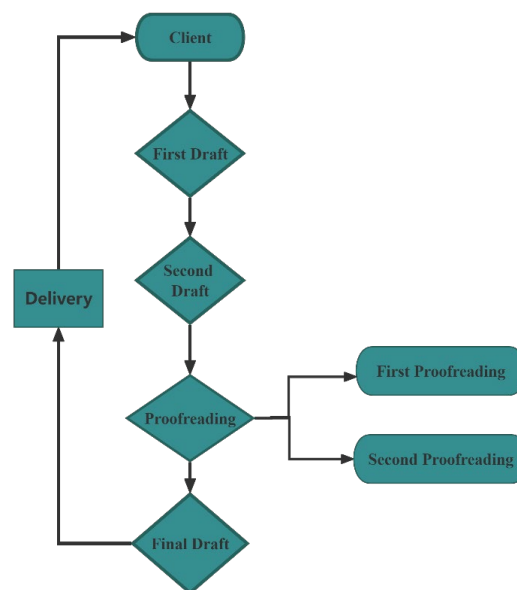 Client
First Draft
Second
Draft
Delivery
First Proofreading
Proofreading
Second Proofreading
Final Draft